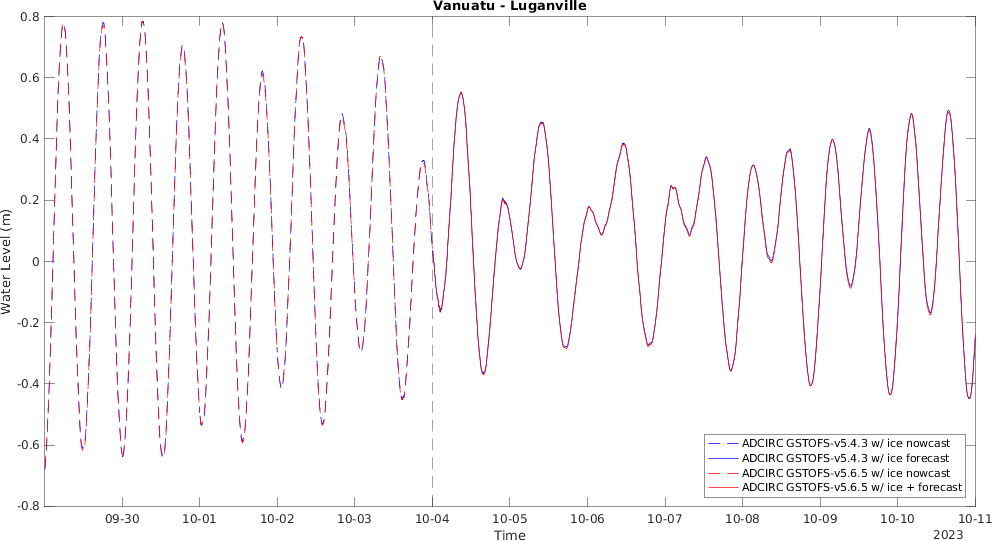 Vanuatu - Luganville
0.8
0.6
0.4
0.2
0
-0.2
-0.4
-0.6
-0.8
Water Level (m)
ADCIRC GSTOFS-v5.4.3 w/ ice nowcast
ADCIRC GSTOFS-v5.4.3 w/ ice forecast
ADCIRC GSTOFS-v5.6.5 w/ ice nowcast
ADCIRC GSTOFS-v5.6.5 w/ ice + forecast
09-30 10-01 10-02 10-03 10-04 10-05 10-06 10-07 10-08 10-09 10-10 10-11
Time
2023